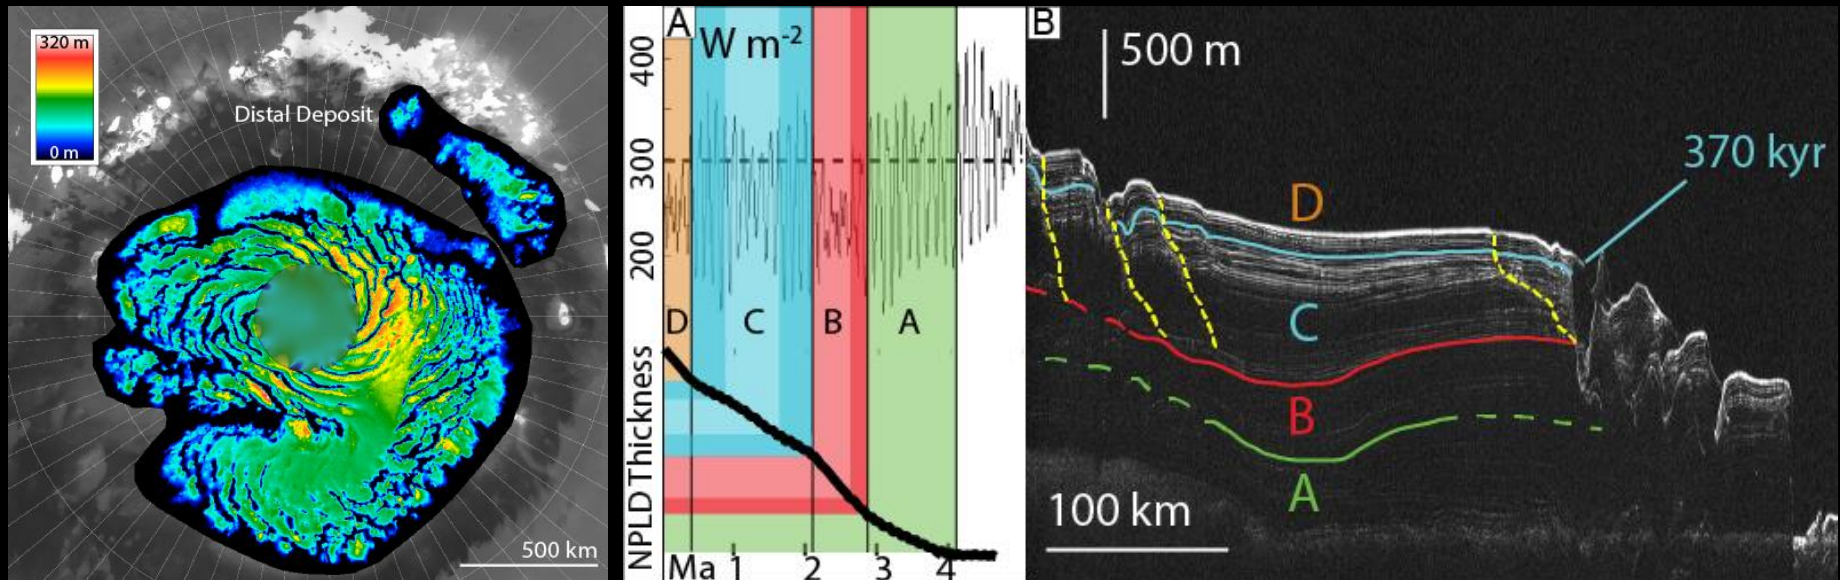 320 m
0 m
Distal Deposit
500 km
A
W m-2
400
300
200
D
C
B
A
NPLD Thickness
Ma 1 2 3 4
B
500 m
370 kyr
D
C
B
A
100 km